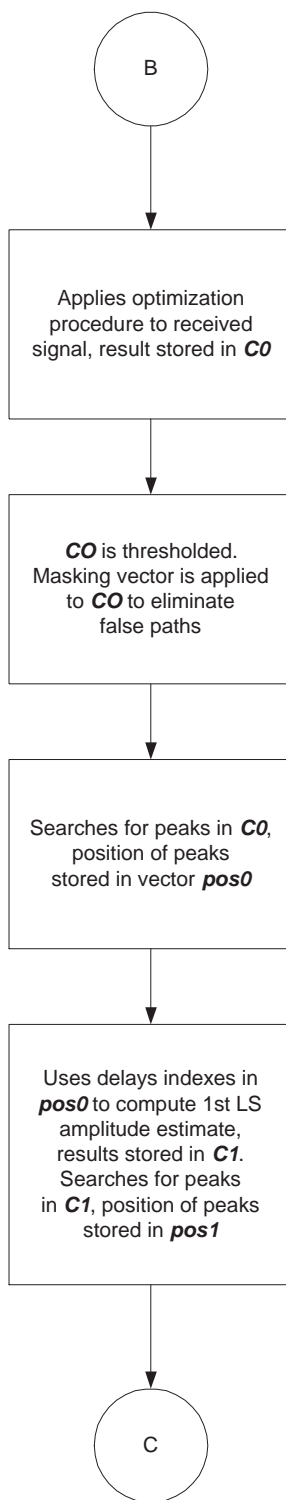 B
Applies optimization
procedure to received
signal, result stored in C0
CO is thresholded.
Masking vector is applied
to CO to eliminate
false paths
Searches for peaks in C0,
position of peaks
stored in vector pos0
Uses delays indexes in
pos0 to compute 1st LS
amplitude estimate,
results stored in C1.
Searches for peaks
in C1, position of peaks
stored in pos1
C